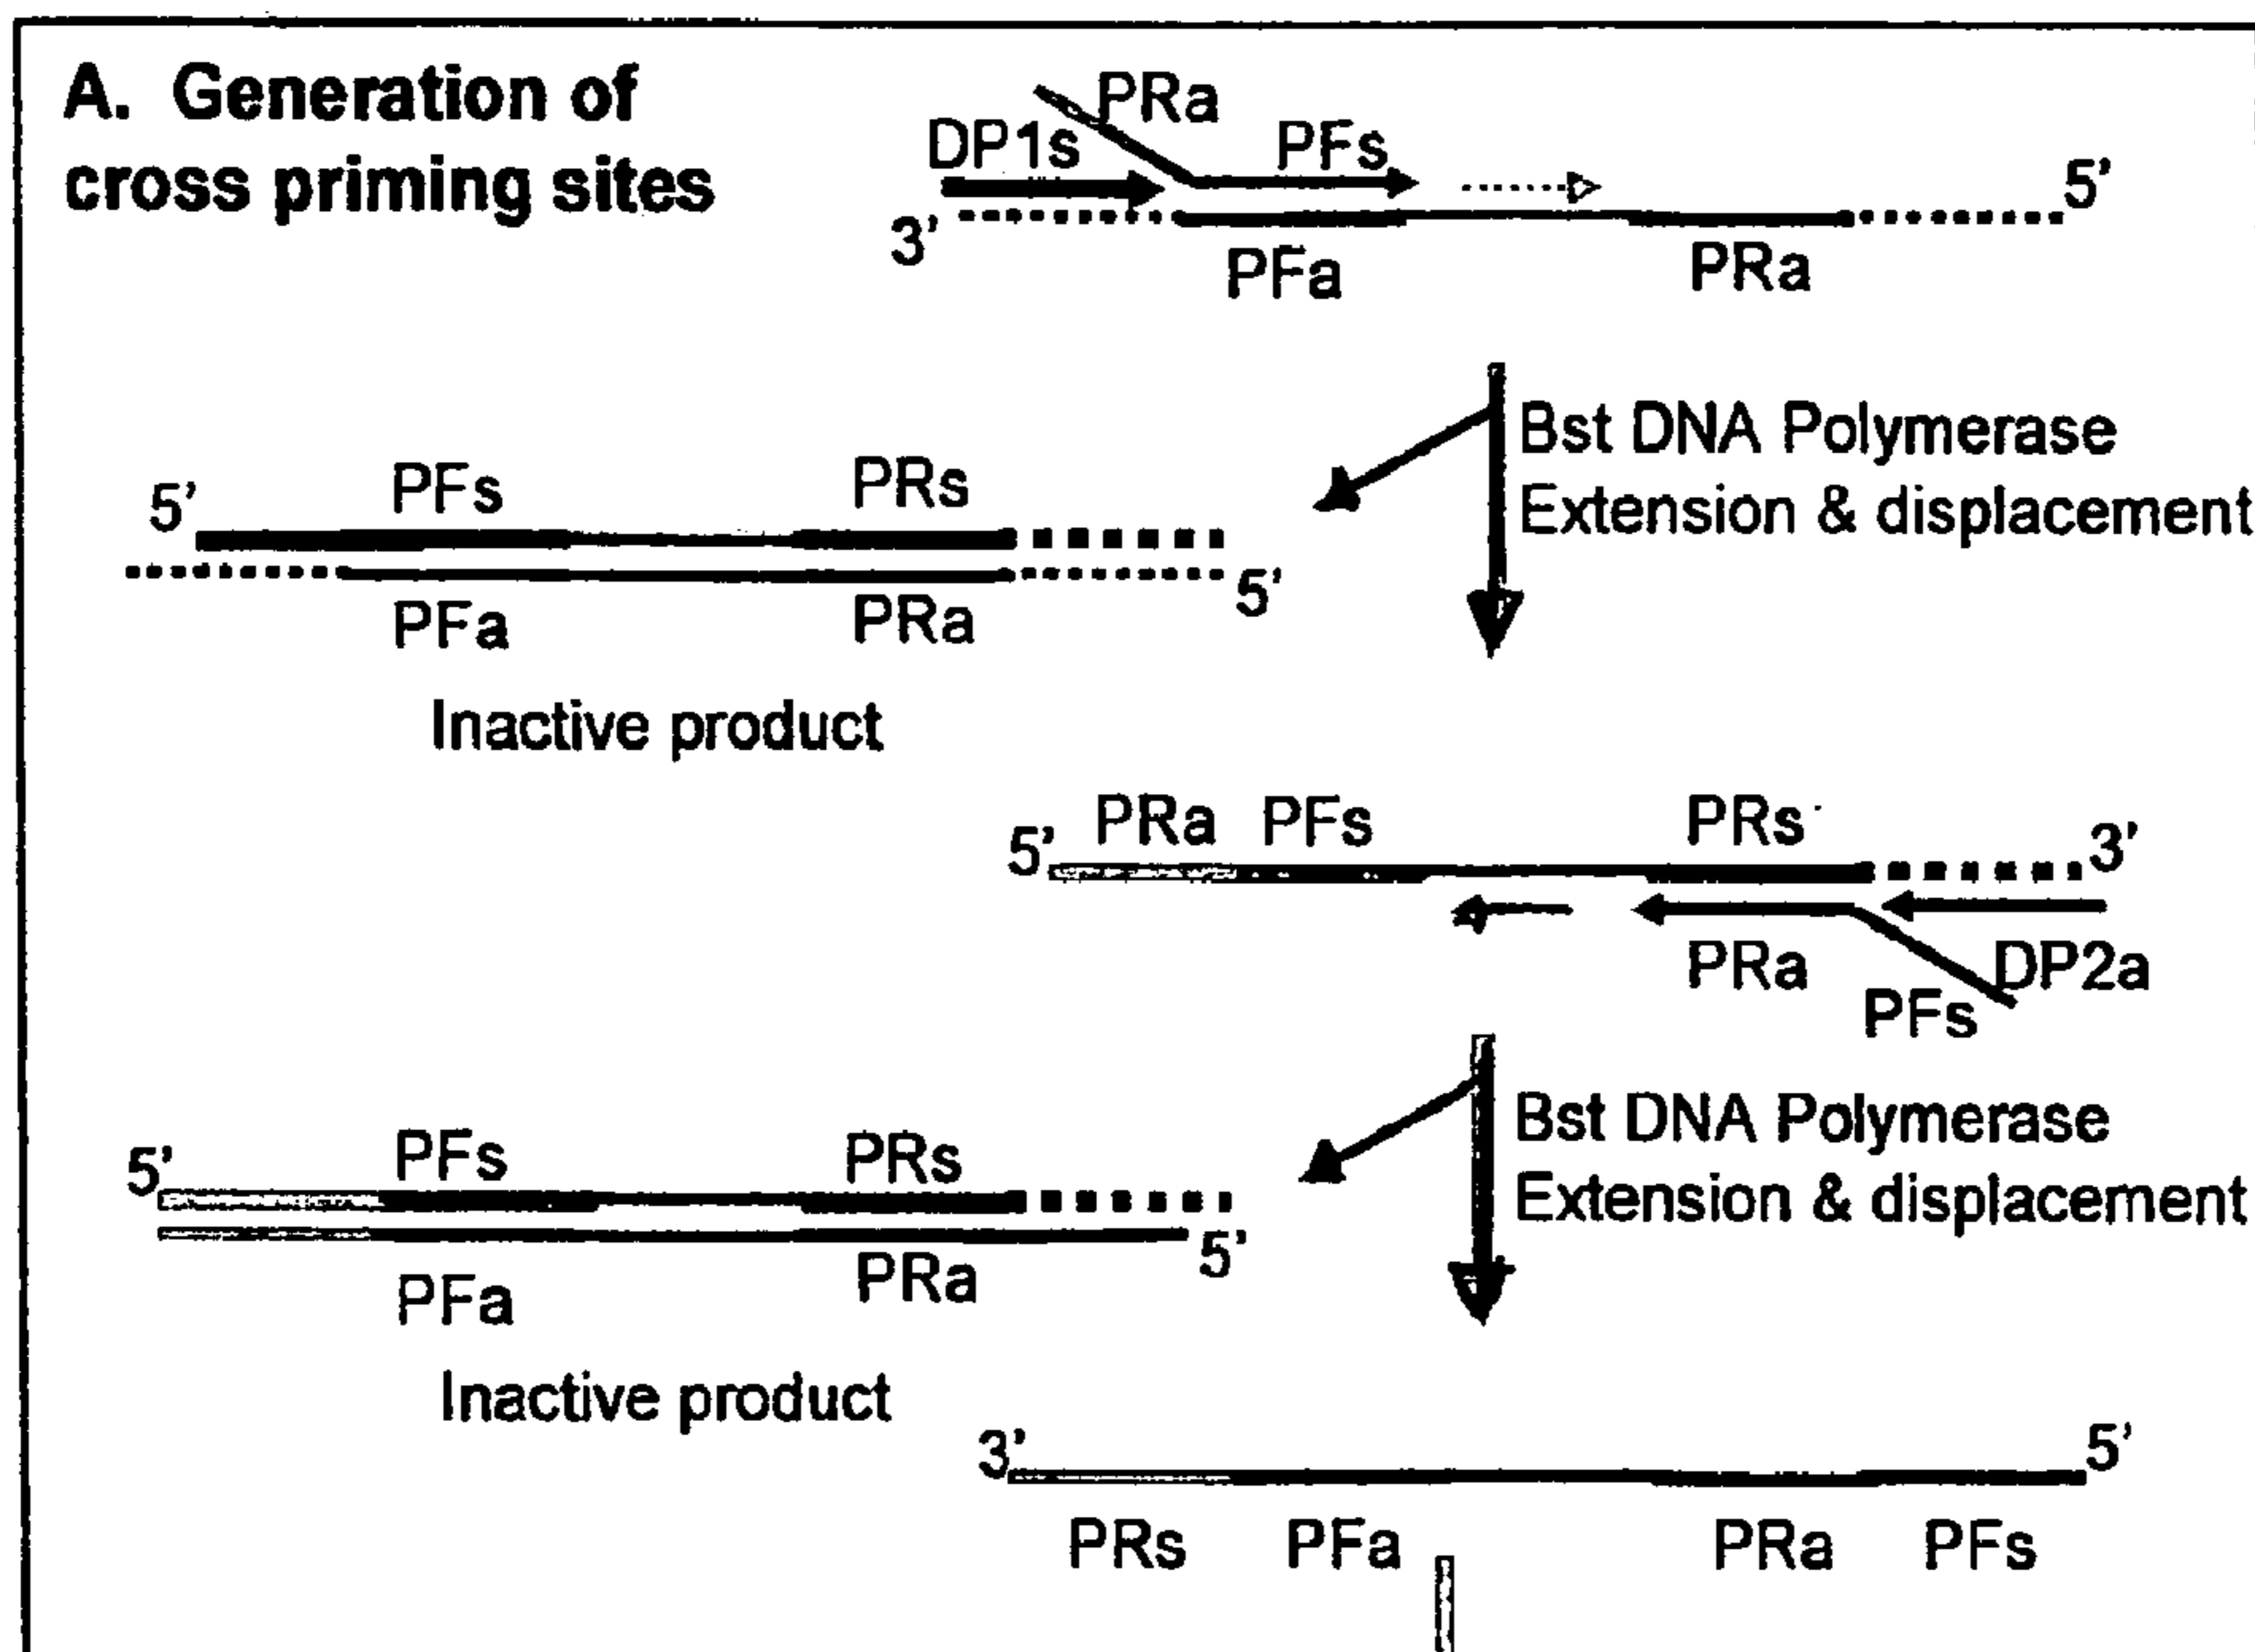 A. Generation of
cross priming sites
PRa
DP1s
PFs
5'
3'
PFa
PRa
Bst DNA Polymerase
Extension & displacement
5'
PFs
PRs
5'
PFa
PRa
Inactive product
5'
PRa
PFs
PRs
3'
PRa
DP2a
PFs
Bst DNA Polymerase
Extension & displacement
5'
PFs
PRs
5'
PFa
PRa
Inactive product
3'
5'
PRs
PFa
PRa
PFs